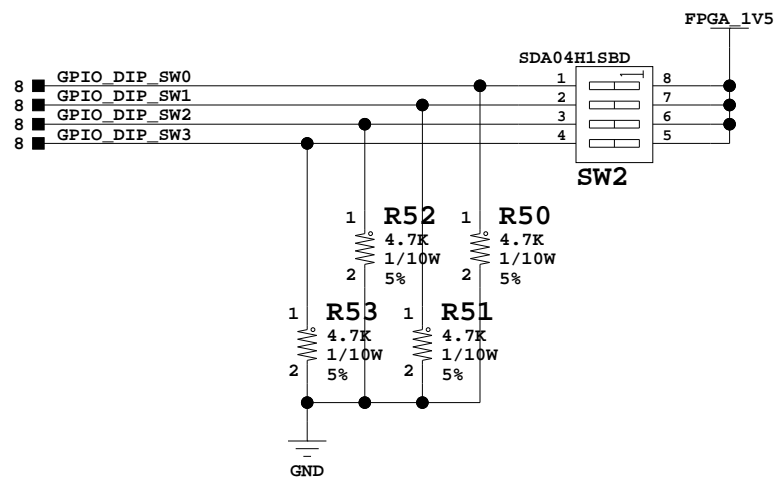 FPGA_1V5
SDA04H1SBD
8 GPIO_DIP_SW0 1 8
8 GPIO_DIP_SW1 2 7
8 GPIO_DIP_SW2 3 6
8 GPIO_DIP_SW3 4 5
SW2
1 R52 1 R50
4.7K 4.7K
1/10W 1/10W
2 5% 2 5%
1 R53 1 R51
4.7K 4.7K
1/10W 1/10W
2 5% 2 5%
GND